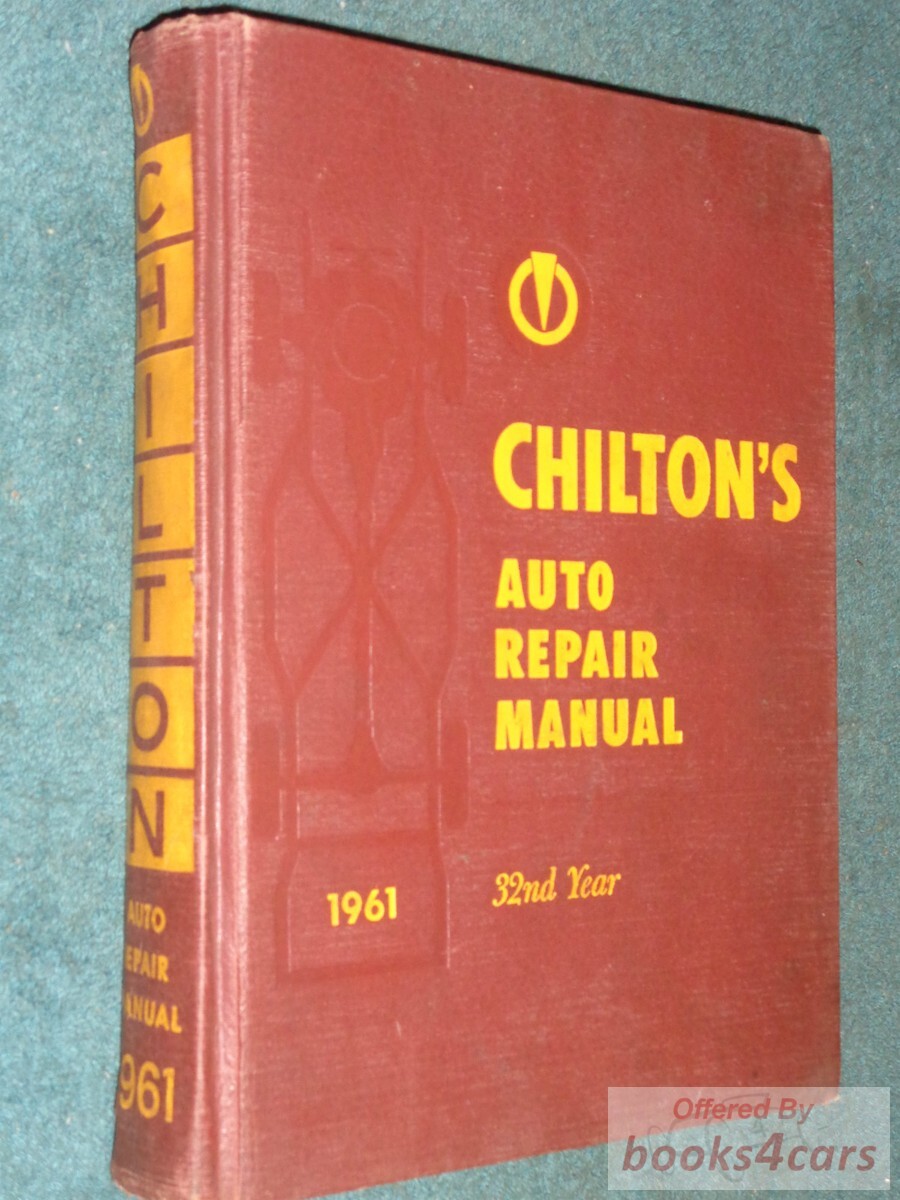 CHILTON
AUTO
REPAIR
MANUAL
961
CHILTON'S
AUTO
REPAIR
MANUAL
1961
32nd Year
Offered By
books4cars